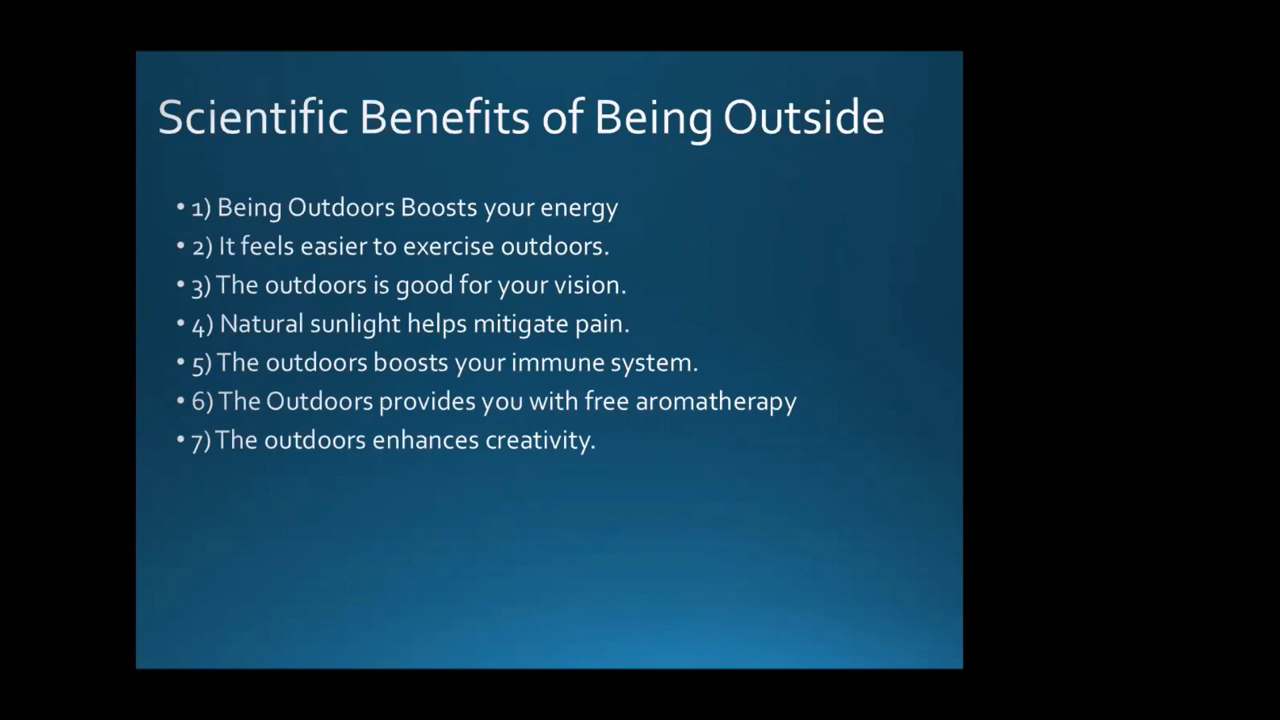 Scientific Benefits of Being Outside
• 1) Being Outdoors Boosts your energy
• 2) It feels easier to exercise outdoors.
• 3) The outdoors is good for your vision.
• 4) Natural sunlight helps mitigate pain.
• 5) The outdoors boosts your immune system.
• 6) The Outdoors provides you with free aromatherapy
• 7) The outdoors enhances creativity.